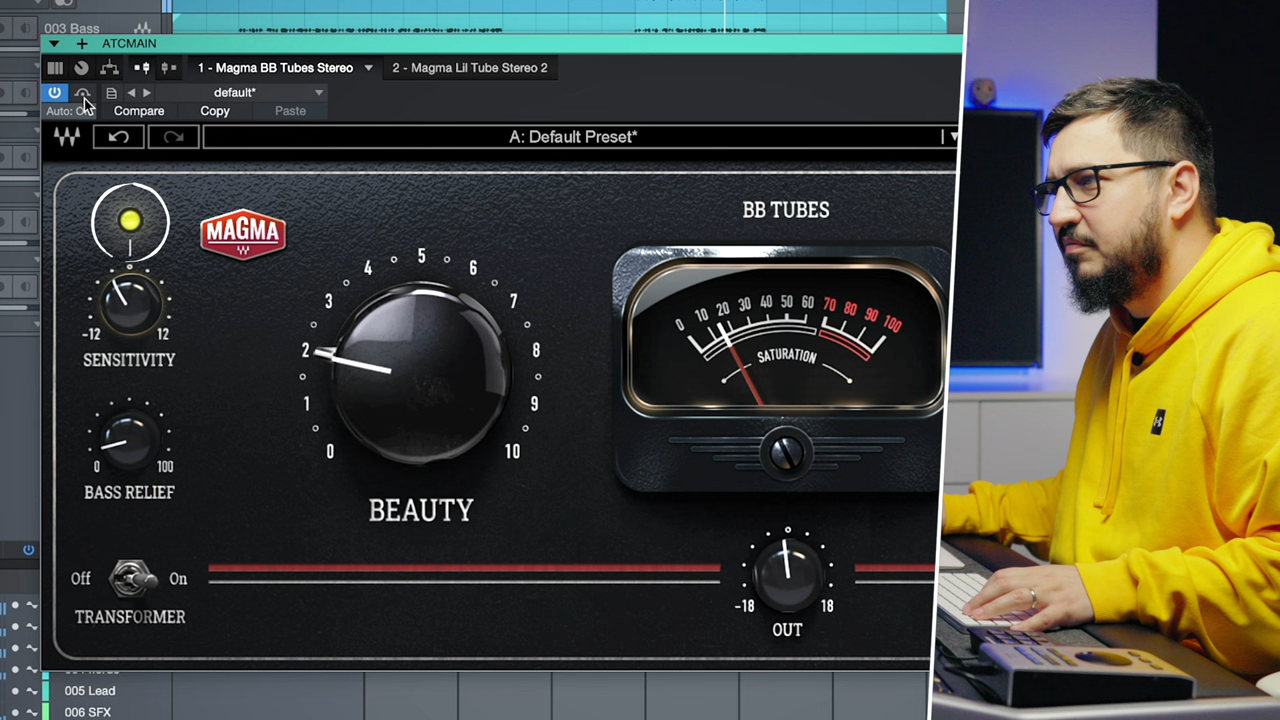 003 Bass
ATCMAIN
1 - Magma BB Tubes Stereo
2 - Magma Lil Tube Stereo 2
default*
Compare
Copy
Paste
A: Default Preset*
MAGMA
BB TUBES
0 10 20 30 40 50 60 70 80 90 100
SATURATION
-12 12
SENSITIVITY
0 1 2 3 4 5 6 7 8 9 10
BEAUTY
0 100
BASS RELIEF
Off On
TRANSFORMER
0
-18 18
OUT
005 Lead
006 SFX